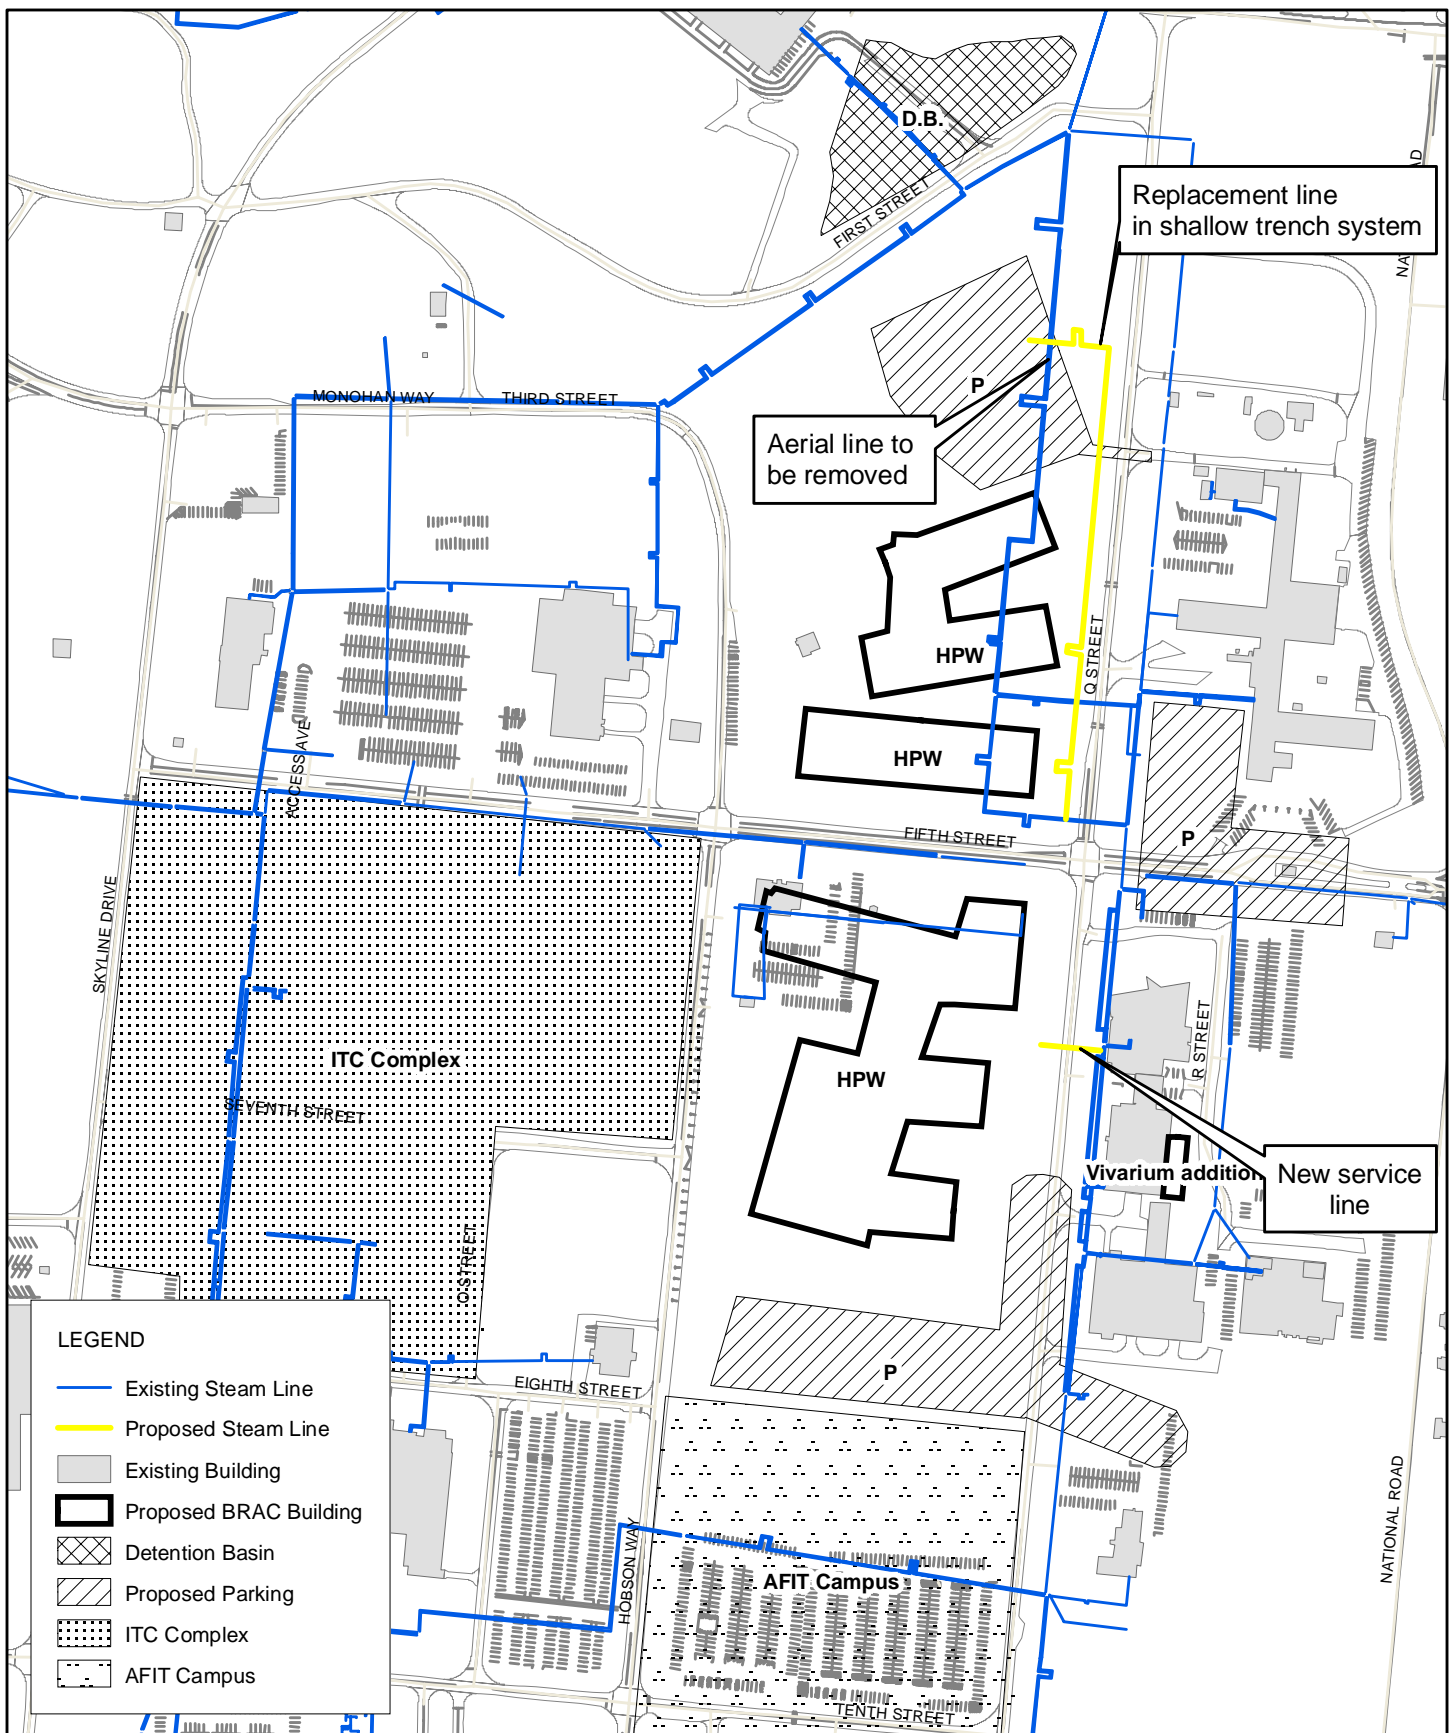 D.B.
FIRST STREET
Replacement line
in shallow trench system
P
MONOHAN WAY
THIRD STREET
Aerial line to
be removed
HPW
Q STREET
HPW
ACCESS AVE
FIFTH STREET
P
SKYLINE DRIVE
R STREET
ITC Complex
HPW
SEVENTH STREET
Vivarium addition
New service
line
O STREET
P
EIGHTH STREET
HOBSON WAY
NATIONAL ROAD
AFIT Campus
TENTH STREET
LEGEND
Existing Steam Line
Proposed Steam Line
Existing Building
Proposed BRAC Building
Detention Basin
Proposed Parking
ITC Complex
AFIT Campus